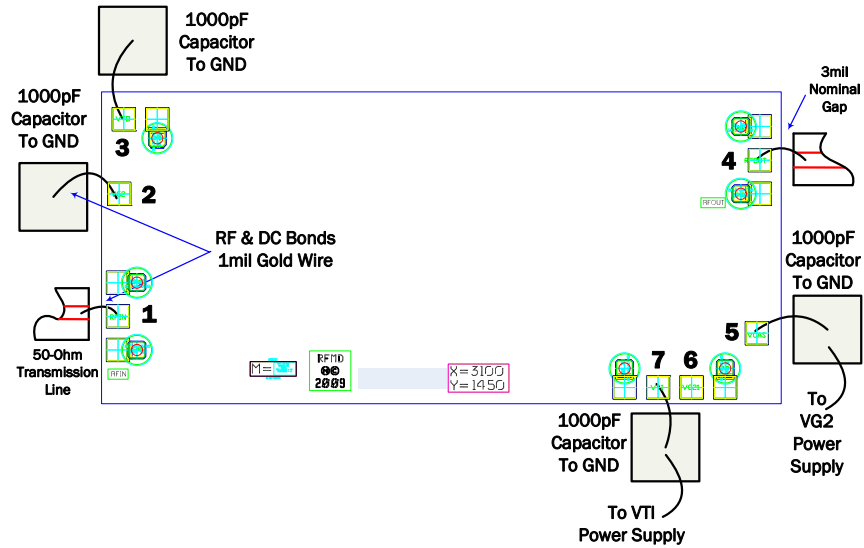 1000pF
Capacitor
To GND
3mil
Nominal
Gap
1000pF
Capacitor
To GND
3
4
2
RFOUT
RF & DC Bonds
1mil Gold Wire
1000pF
Capacitor
To GND
1
RFIN
5
50-Ohm
Transmission
Line
RFIN
M=
RFMD
©
2009
X=3100
Y=1450
7
6
To
VG2
Power
Supply
1000pF
Capacitor
To GND
To VTI
Power Supply